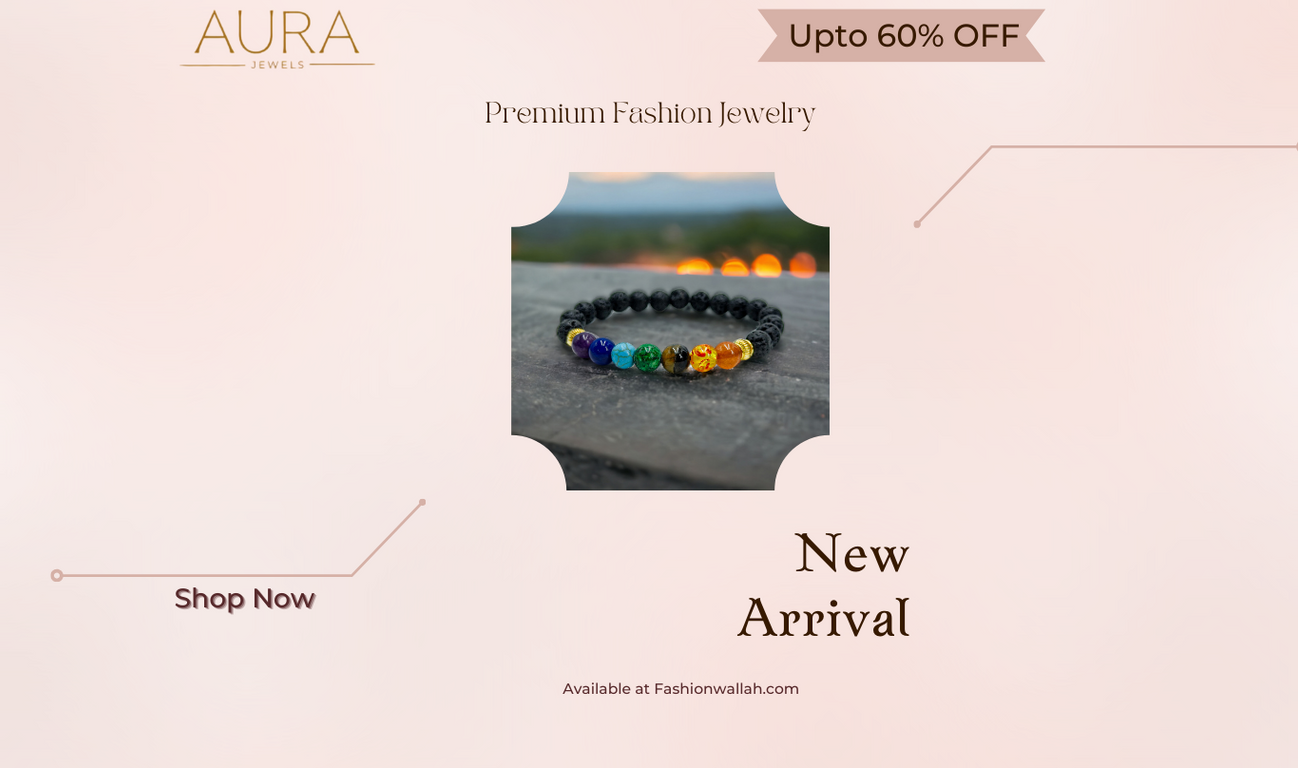 AURA
JEWELS
Upto 60% OFF
Premium Fashion Jewelry
New
Arrival
Shop Now
Available at Fashionwallah.com